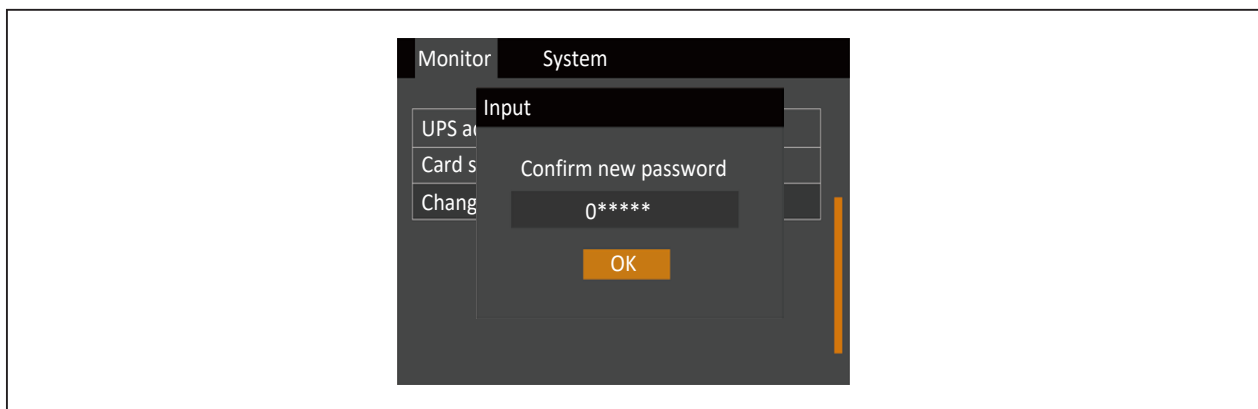 Monitor System
Input
UPS a
Card s
Confirm new password
Chang
0*****
OK